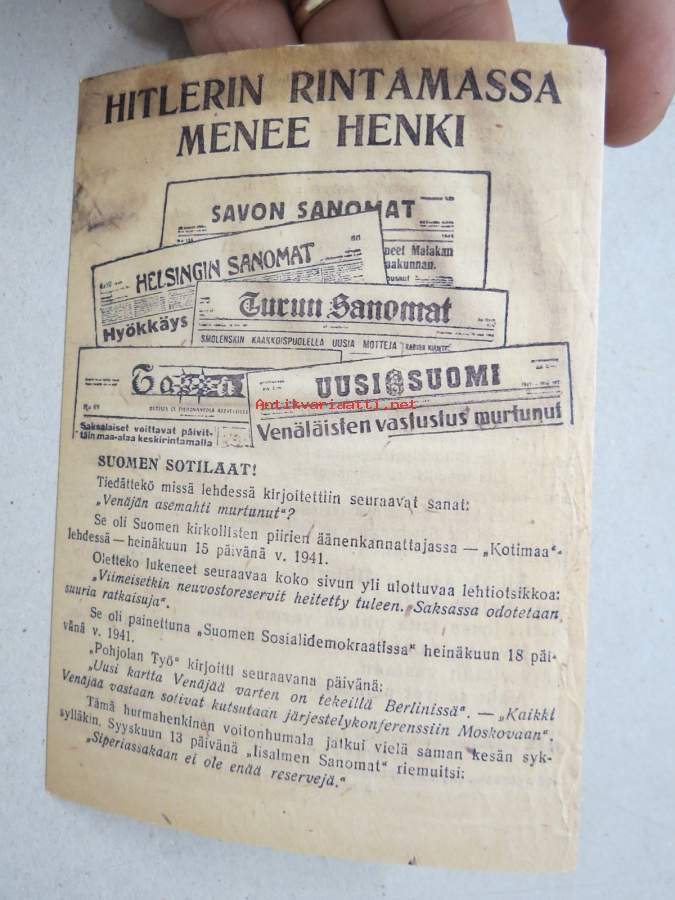 HITLERIN RINTAMASSA
MENEE HENKI
SAVON SANOMAT
neet Malakan
aakunnan.
HELSINGIN SANOMAT
Hyökkäys
Turun Sanomat
SMOLENSKIN KAAKKOISPUOLELLA UUSIA MOTTEJA
Saksalaiset voittavat päivit-
täin maa-alaa keskirintamalla
UUSI SUOMI
Venäläisten vastustus murtunut
Antikvariaatti.net
SUOMEN SOTILAAT!
Tiedättekö missä lehdessä kirjoitettiin seuraavat sanat:
„Venäjän asemahti murtunut“?
Se oli Suomen kirkollisten piirien äänenkannattajassa — „Kotimaa“-
lehdessä — heinäkuun 15 päivänä v. 1941.
Oletteko lukeneet seuraavaa koko sivun yli ulottuvaa lehtiotsikkoa:
„Viimeisetkin neuvostoreservit heitetty tuleen. Saksassa odotetaan
suuria ratkaisuja“.
Se oli painettuna „Suomen Sosialidemokraatissa“ heinäkuun 18 päi-
vänä v. 1941.
„Pohjolan Työ“ kirjoitti seuraavana päivänä:
„Uusi kartta Venäjää varten on tekeillä Berlinissä“. — „Kaikki
Venäjää vastaan sotivat kutsutaan järjestelykonferenssiin Moskovaan“.
Tämä hurmahenkinen voitonhumala jatkui vielä saman kesän syk-
sylläkin. Syyskuun 13 päivänä „Iisalmen Sanomat“ riemuitsi:
„Siperiassakaan ei ole enää reservejä.“